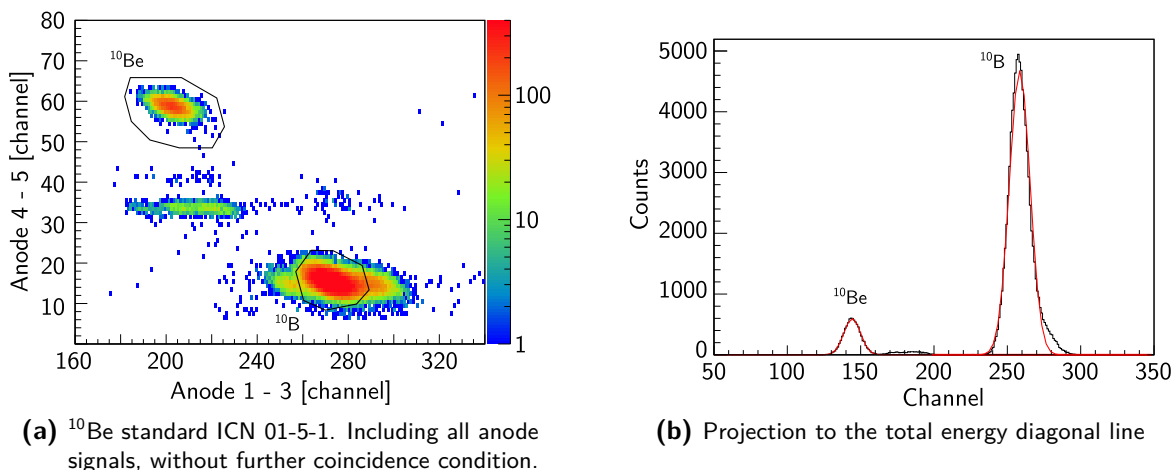 80
70
60
50
40
30
20
10
Anode 4 - 5 [channel]
¹⁰Be
¹⁰B
160 200 240 280 320
Anode 1 - 3 [channel]
100
10
1
(a) ¹⁰Be standard ICN 01-5-1. Including all anode
signals, without further coincidence condition.
5000
4000
3000
2000
1000
0
Counts
¹⁰B
¹⁰Be
50 100 150 200 250 300 350
Channel
(b) Projection to the total energy diagonal line